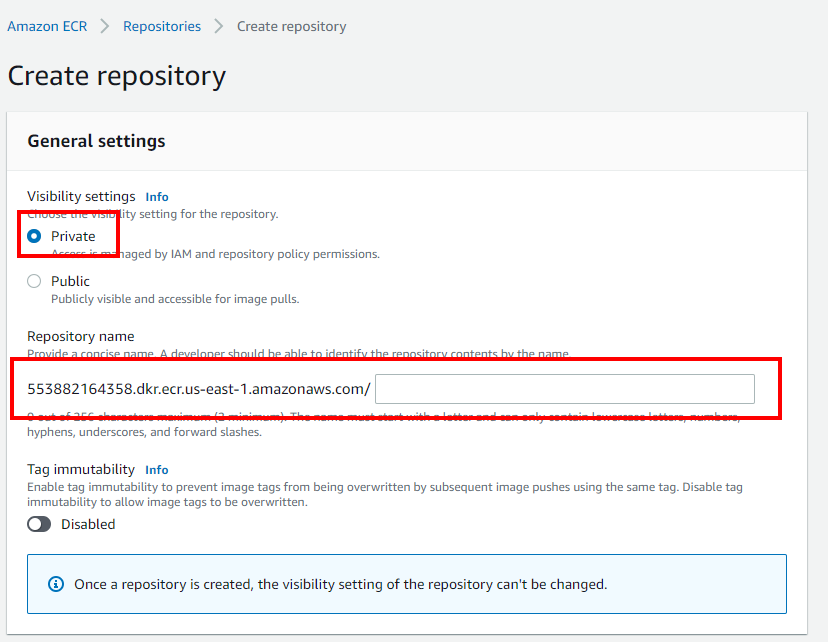 Amazon ECR > Repositories > Create repository
Create repository
General settings
Visibility settings Info
Choose the visibility setting for the repository.
Private
Access is managed by IAM and repository policy permissions.
Public
Publicly visible and accessible for image pulls.
Repository name
Provide a concise name. A developer should be able to identify the repository contents by the name.
553882164358.dkr.ecr.us-east-1.amazonaws.com/
0 out of 256 characters maximum (2 minimum). The name must start with a letter and can only contain lowercase letters, numbers,
hyphens, underscores, and forward slashes.
Tag immutability Info
Enable tag immutability to prevent image tags from being overwritten by subsequent image pushes using the same tag. Disable tag
immutability to allow image tags to be overwritten.
Disabled
Once a repository is created, the visibility setting of the repository can't be changed.